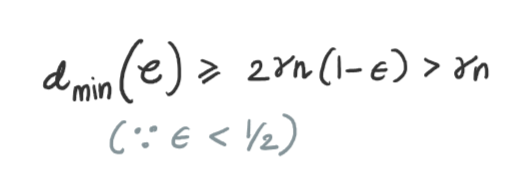 d_min(e) ⩾ 2γn(1-ϵ) > γn
(∵ ϵ < 1/2)